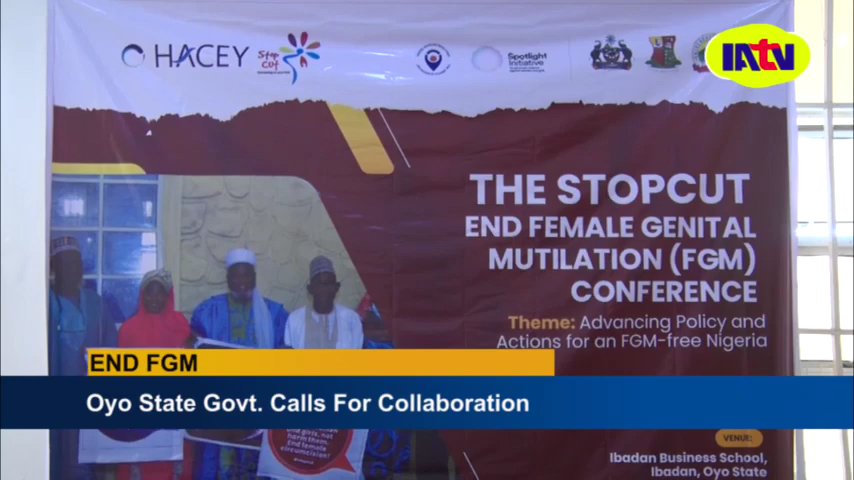 HACEY
Stop
CUT
Spotlight
Initiative
IATV
THE STOPCUT
END FEMALE GENITAL
MUTILATION (FGM)
CONFERENCE
Theme: Advancing Policy and
Actions for an FGM-free Nigeria
END FGM
Oyo State Govt. Calls For Collaboration
harm them.
End female
circumcision!
VENUE:
Ibadan Business School,
Ibadan, Oyo State